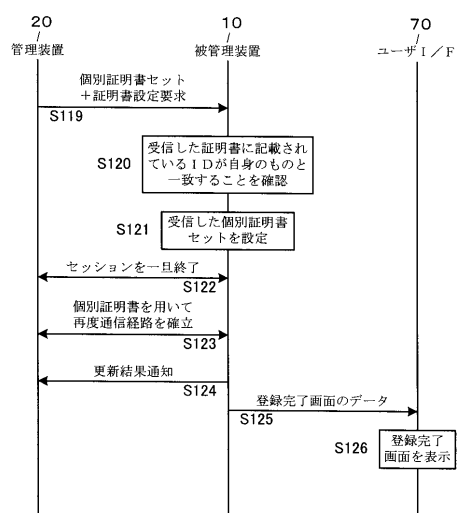 20
管理装置
10
被管理装置
70
ユーザI/F
個別証明書セット
+証明書設定要求
S119
S120
受信した証明書に記載され
ているIDが自身のものと
一致することを確認
S121
受信した個別証明書
セットを設定
セッションを一旦終了
S122
個別証明書を用いて
再度通信経路を確立
S123
更新結果通知
S124
登録完了画面のデータ
S125
S126
登録完了
画面を表示